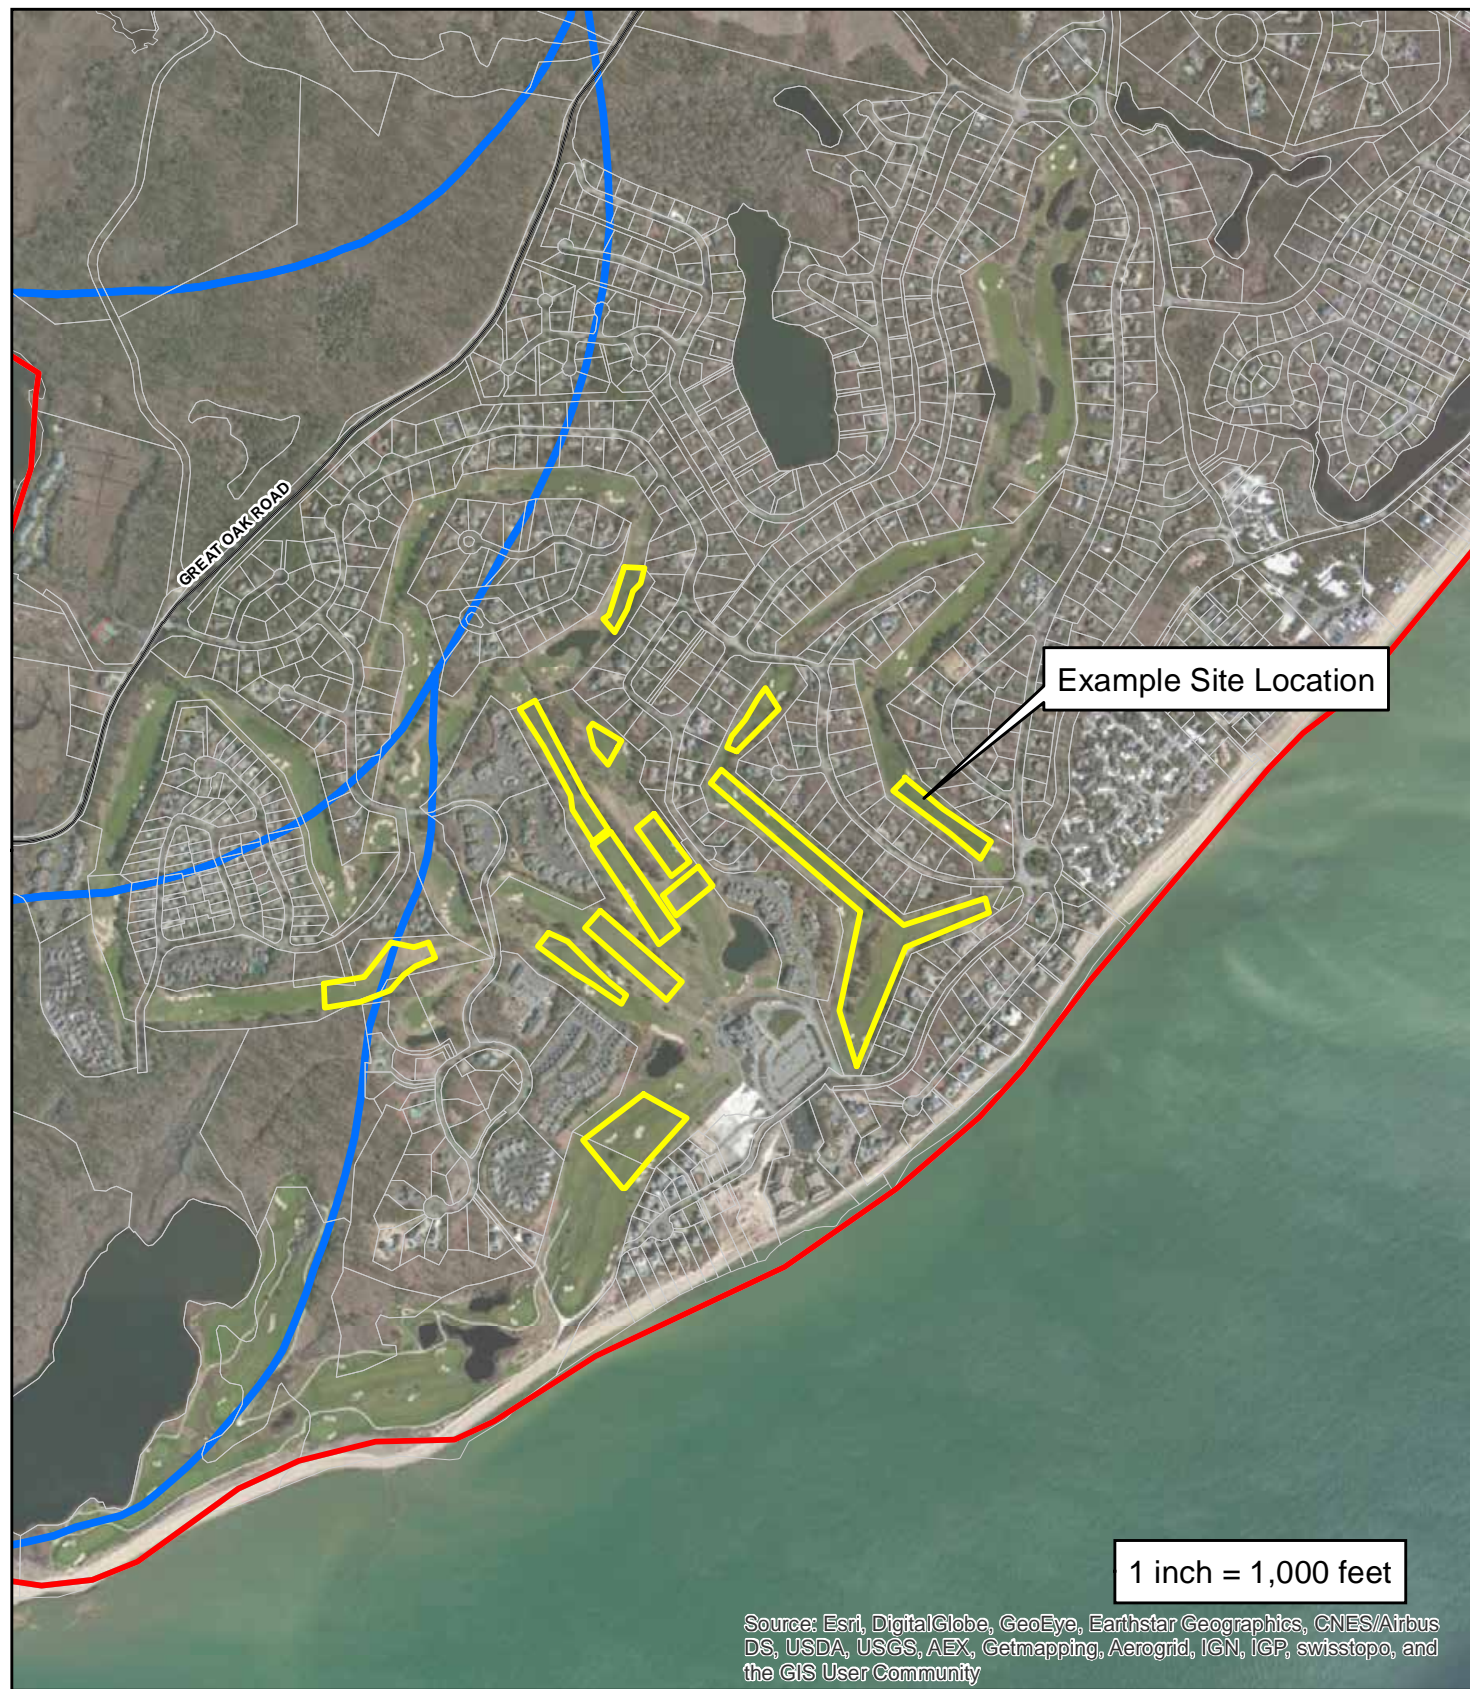 GREAT OAK ROAD
Example Site Location
1 inch = 1,000 feet
Source: Esri, DigitalGlobe, GeoEye, Earthstar Geographics, CNES/Airbus
DS, USDA, USGS, AEX, Getmapping, Aerogrid, IGN, IGP, swisstopo, and
the GIS User Community